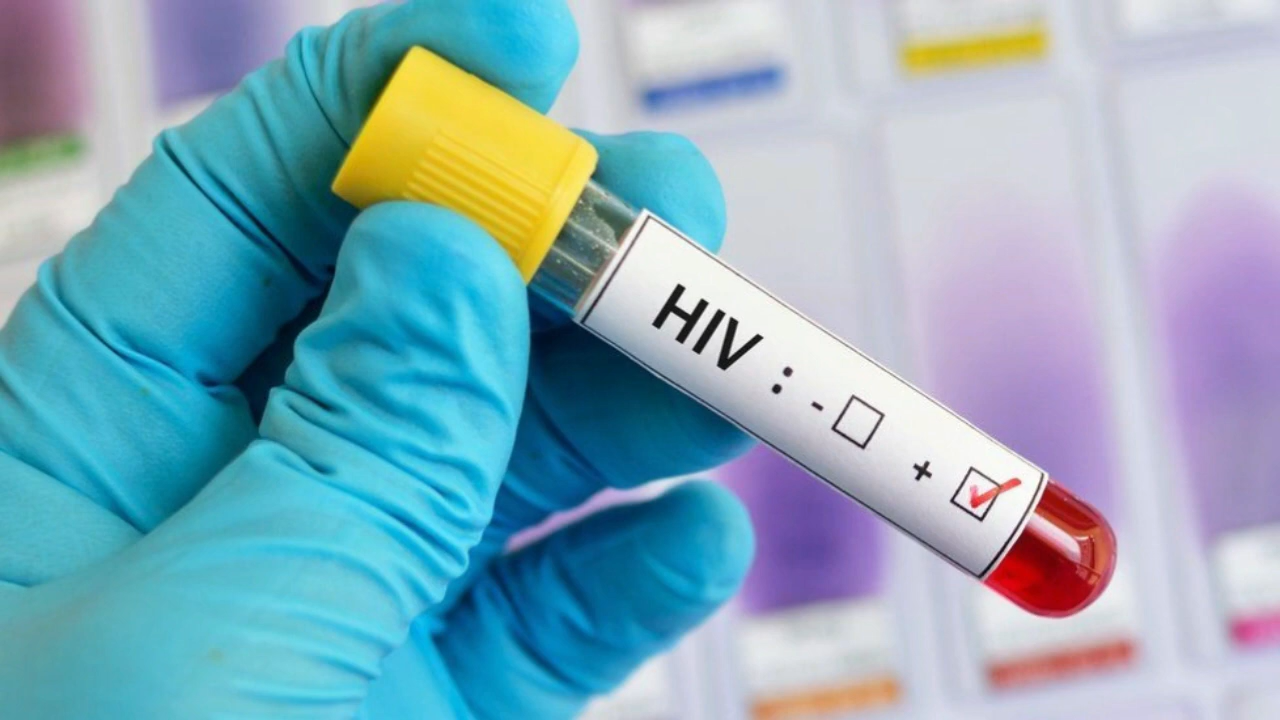 HIV : - ☐ + ☑